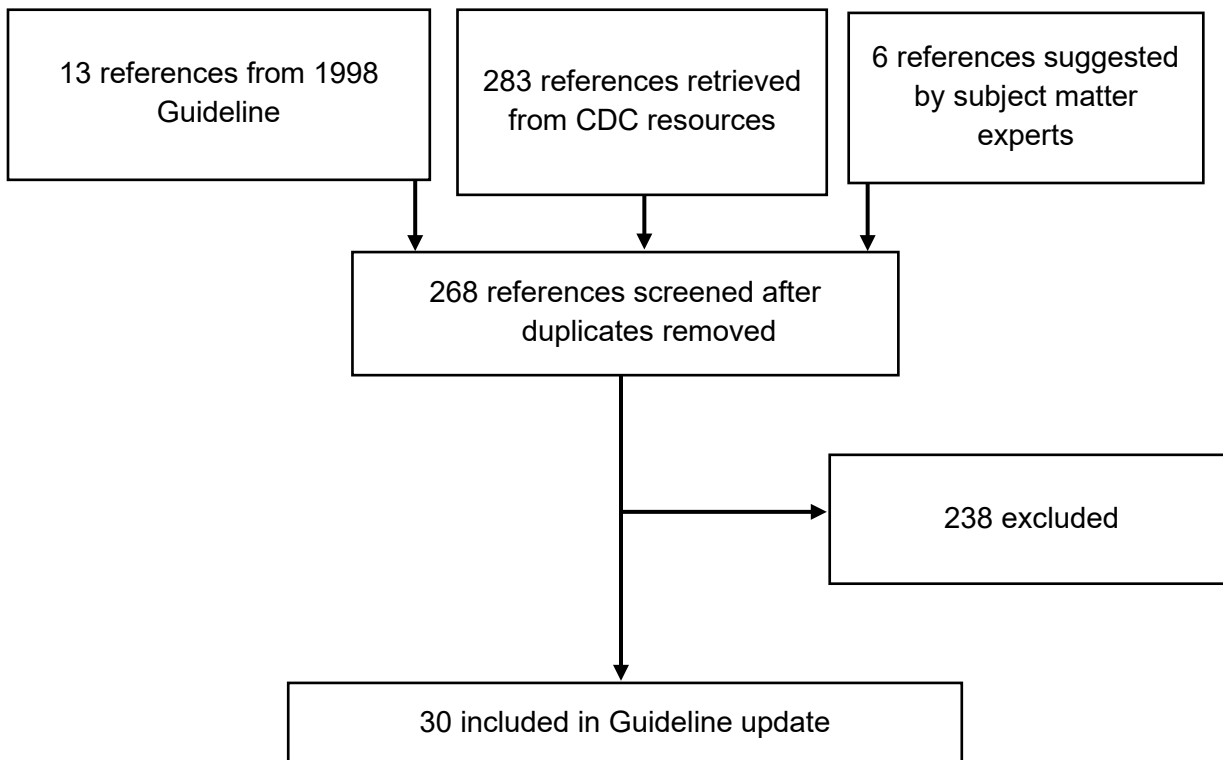 13 references from 1998
Guideline
283 references retrieved
from CDC resources
6 references suggested
by subject matter
experts
268 references screened after
duplicates removed
238 excluded
30 included in Guideline update